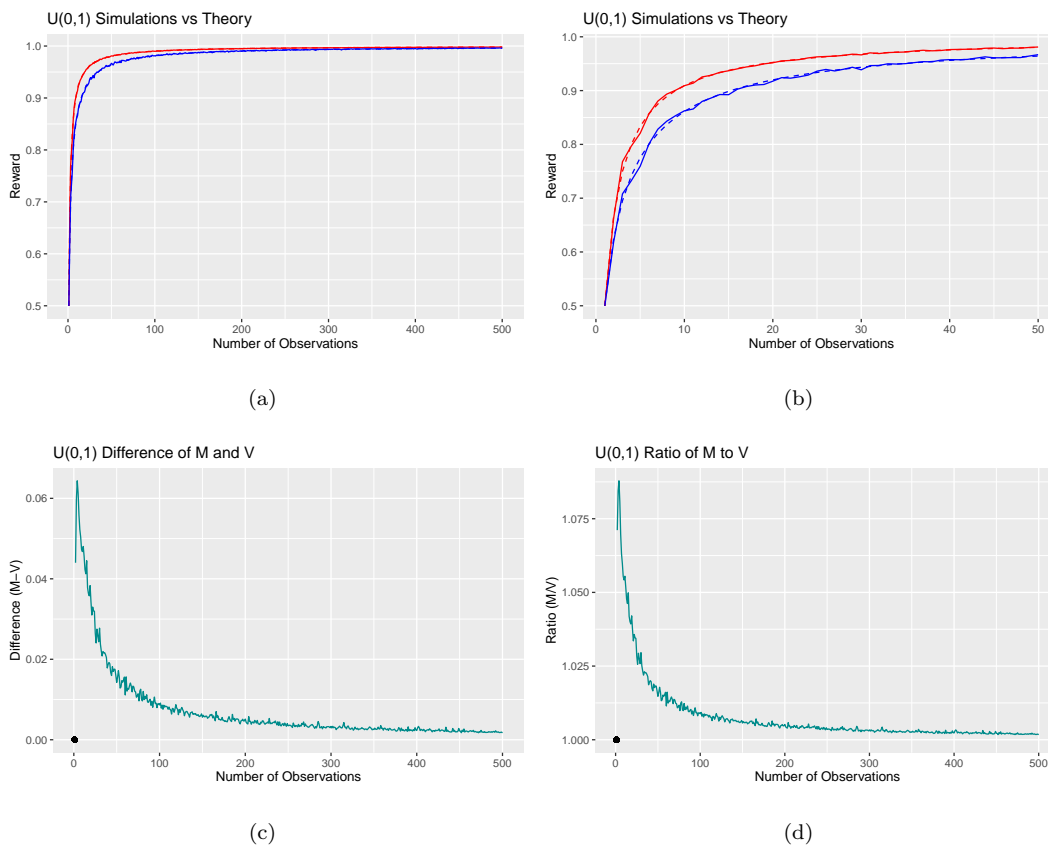 U(0,1) Simulations vs Theory
1.0
0.9
0.8
0.7
0.6
0.5
Reward
0 100 200 300 400 500
Number of Observations
(a)
U(0,1) Simulations vs Theory
1.0
0.9
0.8
0.7
0.6
0.5
Reward
0 10 20 30 40 50
Number of Observations
(b)
U(0,1) Difference of M and V
0.06
0.04
0.02
0.00
Difference (M−V)
0 100 200 300 400 500
Number of Observations
(c)
U(0,1) Ratio of M to V
1.075
1.050
1.025
1.000
Ratio (M/V)
0 100 200 300 400 500
Number of Observations
(d)